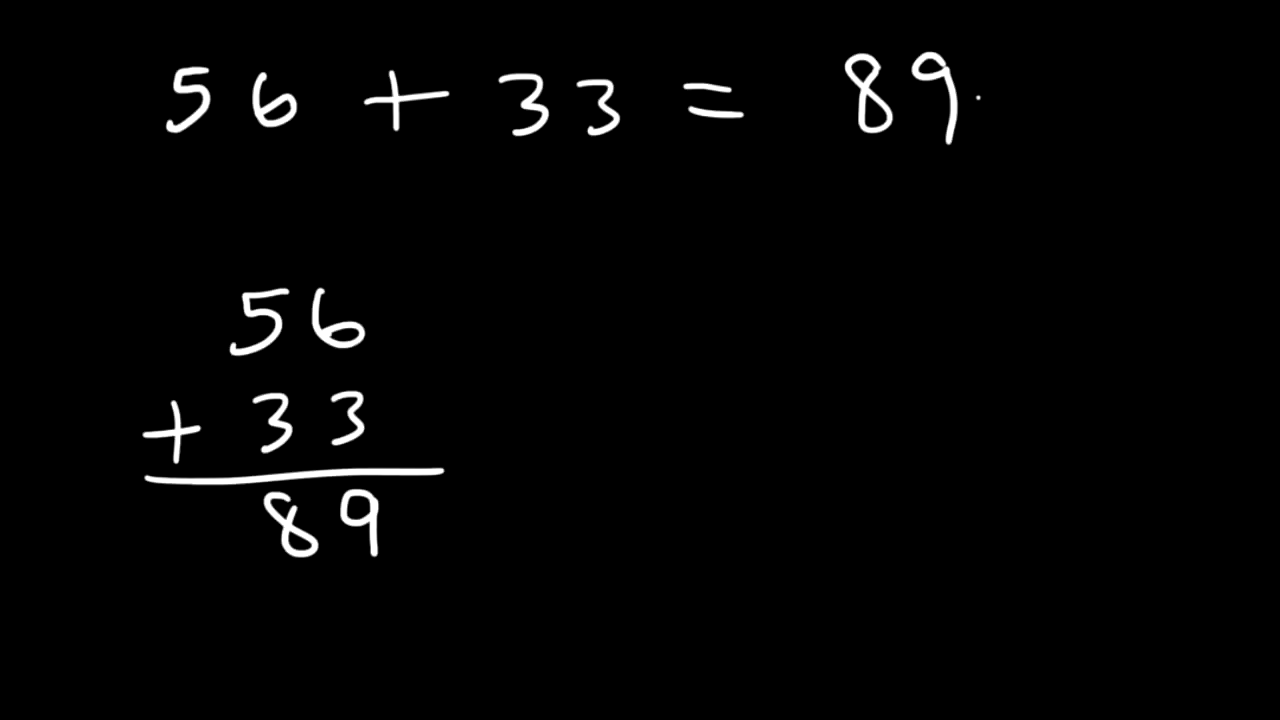 56 + 33 = 89
56
+ 33
89